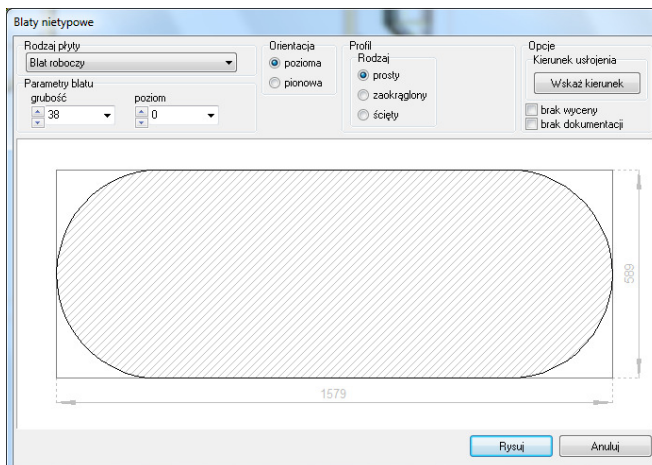 Blaty nietypowe
Rodzaj płyty
Blat roboczy
Parametry blatu
grubość
38
poziom
0
Orientacja
pozioma
pionowa
Profil
Rodzaj
prosty
zaokrąglony
ścięty
Opcje
Kierunek usłojenia
Wskaż kierunek
brak wyceny
brak dokumentacji
589
1579
Rysuj
Anuluj